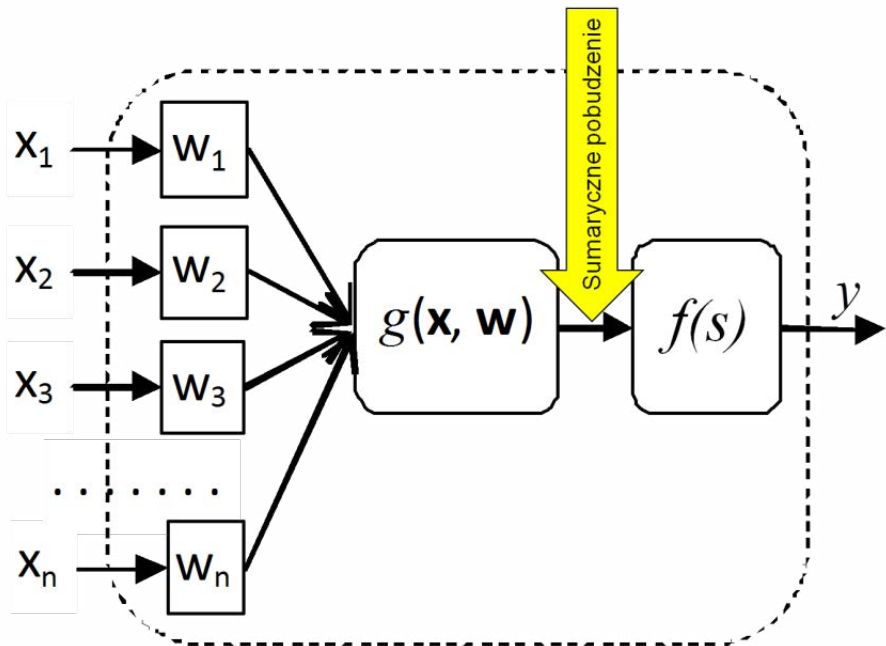 x₁ w₁
x₂ w₂
x₃ w₃
. . . . . . .
xₙ wₙ
g(x, w)
Sumaryczne pobudzenie
f(s)
y